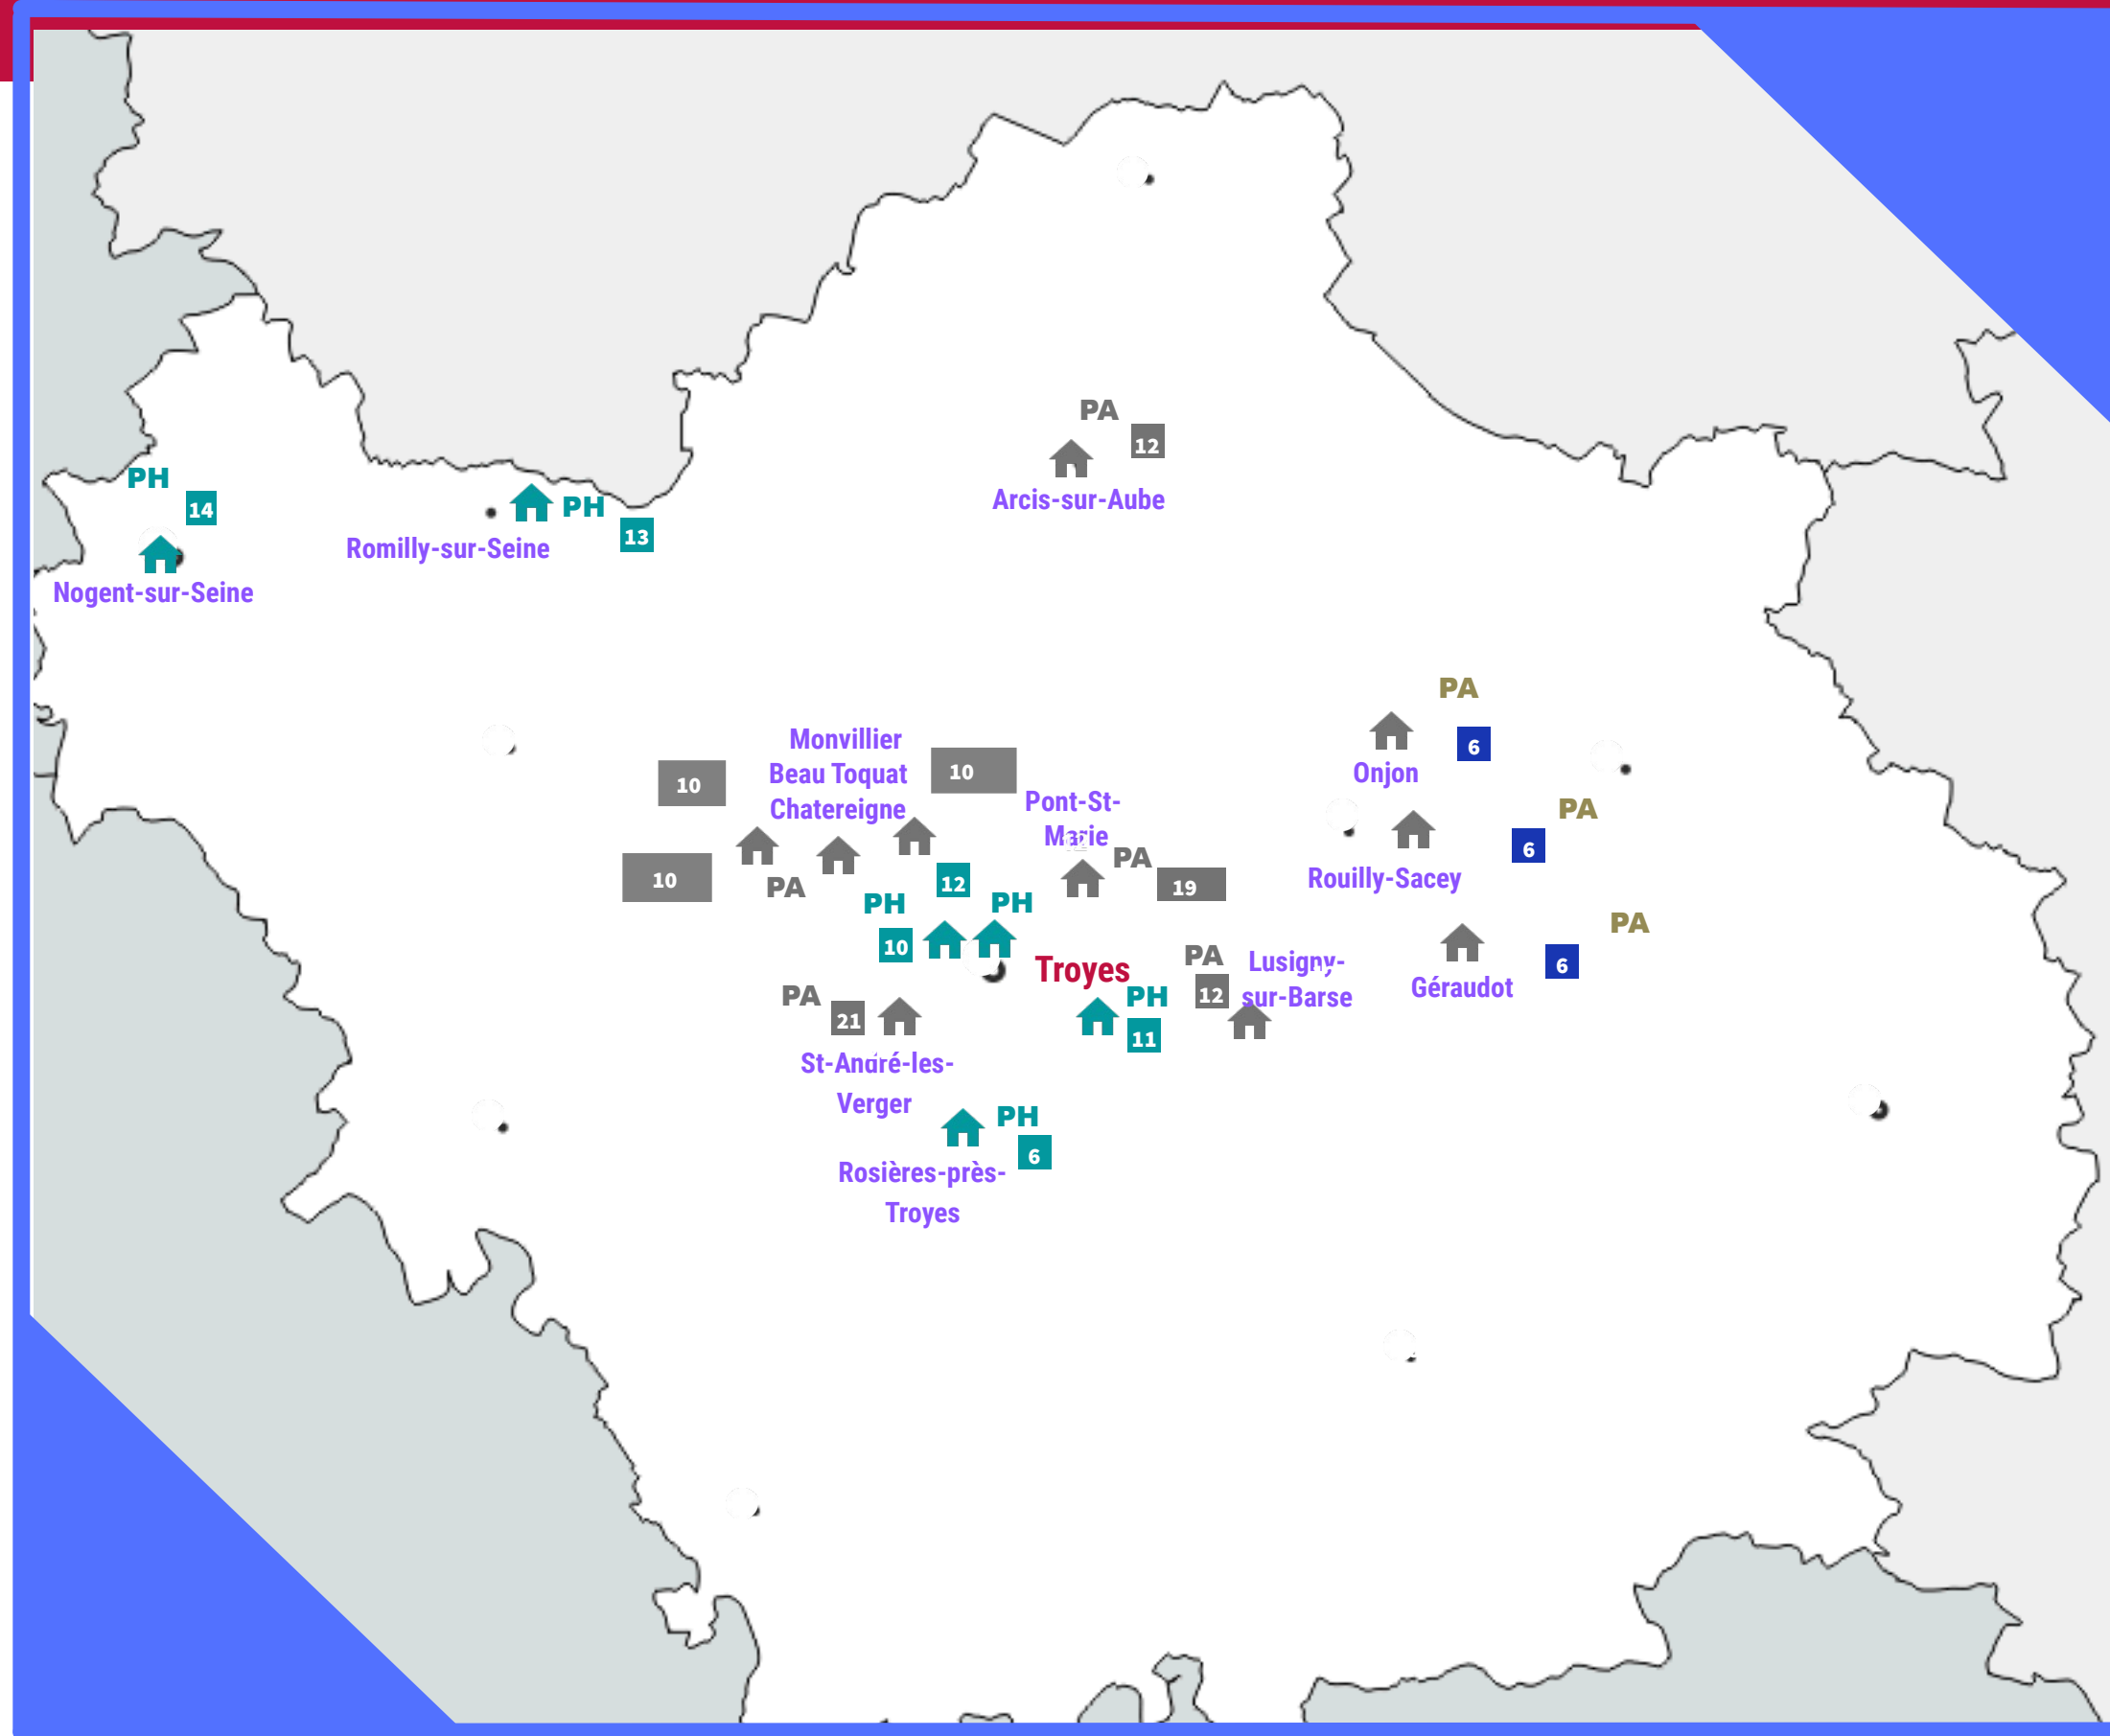 PA
12
Arcis-sur-Aube
PH
14
Nogent-sur-Seine
PH
13
Romilly-sur-Seine
PA
6
Onjon
Monvillier
Beau Toquat
Chatereigne
10
10
10
PA
Pont-St-
Marie
PA
19
PA
6
Rouilly-Sacey
12
PH
PH
10
Troyes
PA
6
Géraudot
PA
12
Lusigny-
sur-Barse
PH
11
PA
21
St-André-les-
Verger
PH
6
Rosières-près-
Troyes